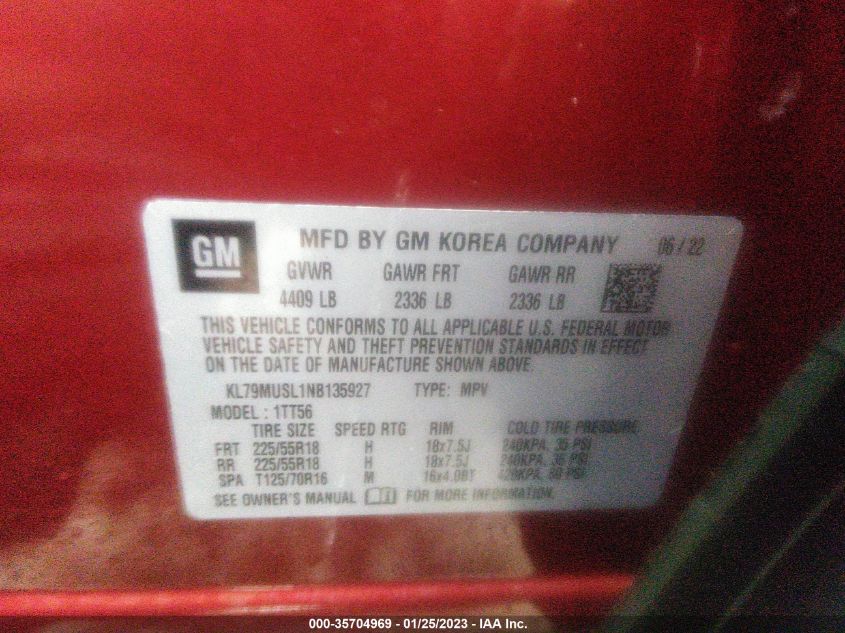 GM MFD BY GM KOREA COMPANY 06/22
GVWR GAWR FRT GAWR RR
4409 LB 2336 LB 2336 LB
THIS VEHICLE CONFORMS TO ALL APPLICABLE U.S. FEDERAL MOTOR
VEHICLE SAFETY AND THEFT PREVENTION STANDARDS IN EFFECT
ON THE DATE OF MANUFACTURE SHOWN ABOVE.
KL79MUSL1NB135927 TYPE: MPV
MODEL: 1TT56
TIRE SIZE SPEED RTG RIM COLD TIRE PRESSURE
FRT 225/55R18 H 18x7.5J 240KPA, 35 PSI
RR 225/55R18 H 18x7.5J 240KPA, 35 PSI
SPA T125/70R16 M 16x4.0BT 420KPA, 60 PSI
SEE OWNER'S MANUAL FOR MORE INFORMATION.
000-35704969 - 01/25/2023 - IAA Inc.